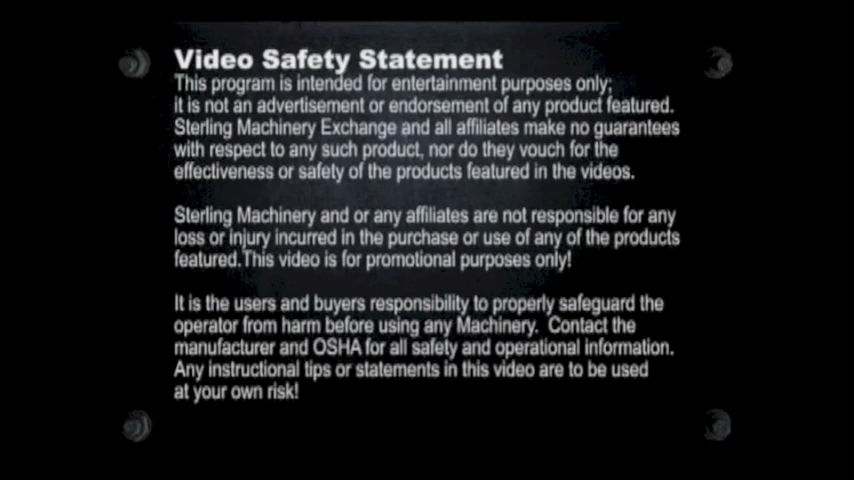 Video Safety Statement
This program is intended for entertainment purposes only;
it is not an advertisement or endorsement of any product featured.
Sterling Machinery Exchange and all affiliates make no guarantees
with respect to any such product, nor do they vouch for the
effectiveness or safety of the products featured in the videos.
Sterling Machinery and or any affiliates are not responsible for any
loss or injury incurred in the purchase or use of any of the products
featured.This video is for promotional purposes only!
It is the users and buyers responsibility to properly safeguard the
operator from harm before using any Machinery. Contact the
manufacturer and OSHA for all safety and operational information.
Any instructional tips or statements in this video are to be used
at your own risk!